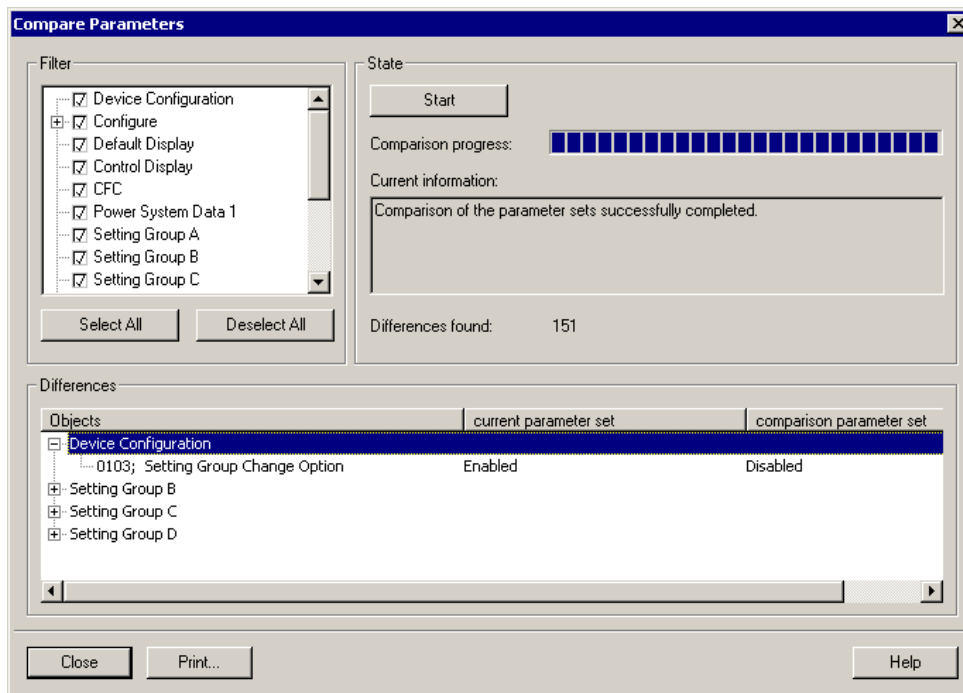 Compare Parameters
Filter
Device Configuration
Configure
Default Display
Control Display
CFC
Power System Data 1
Setting Group A
Setting Group B
Setting Group C
Select All Deselect All
State
Start
Comparison progress:
Current information:
Comparison of the parameter sets successfully completed.
Differences found: 151
Differences
Objects current parameter set comparison parameter set
Device Configuration
0103; Setting Group Change Option Enabled Disabled
Setting Group B
Setting Group C
Setting Group D
Close Print... Help